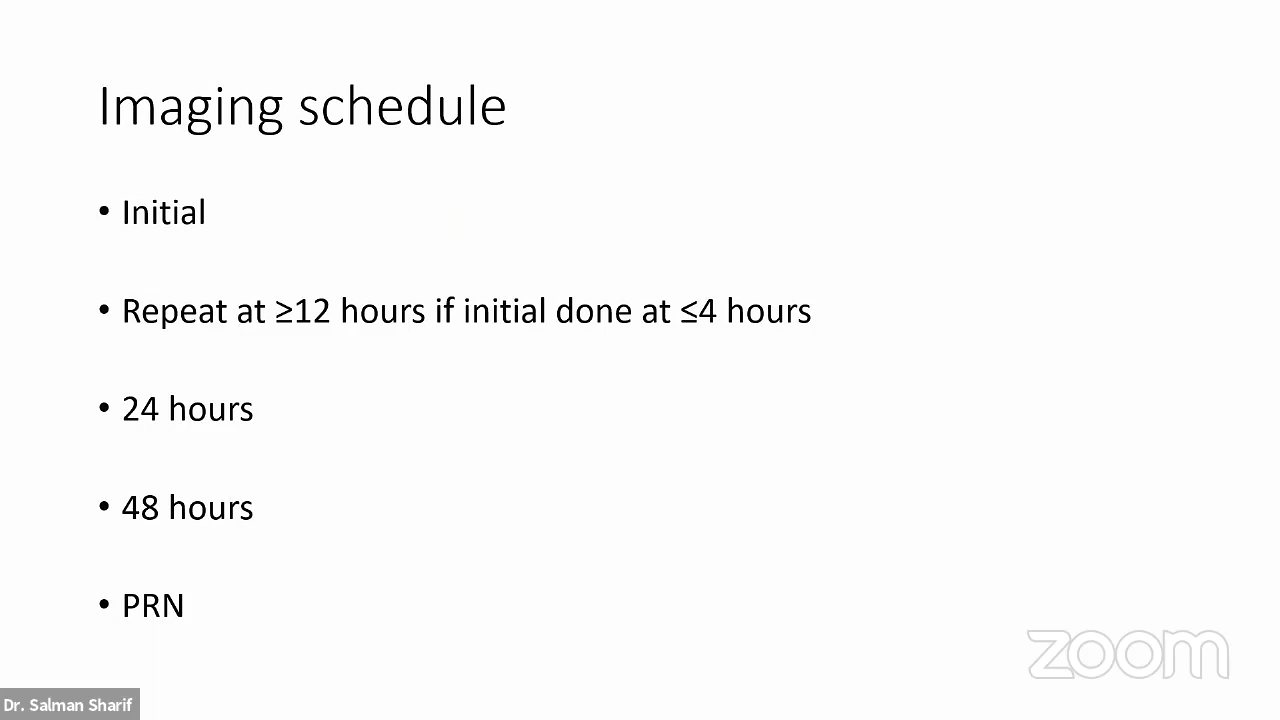 Imaging schedule
• Initial
• Repeat at ≥12 hours if initial done at ≤4 hours
• 24 hours
• 48 hours
• PRN
zoom
Dr. Salman Sharif